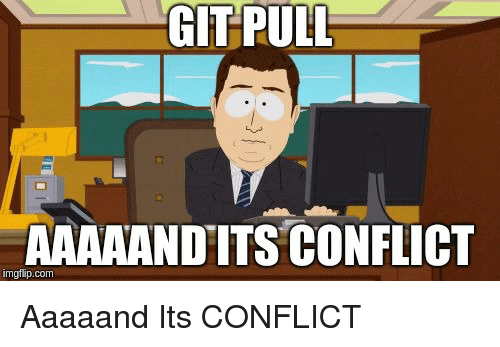 GIT PULL
AAAAAND ITS CONFLICT
imgflip.com
Aaaaand Its CONFLICT